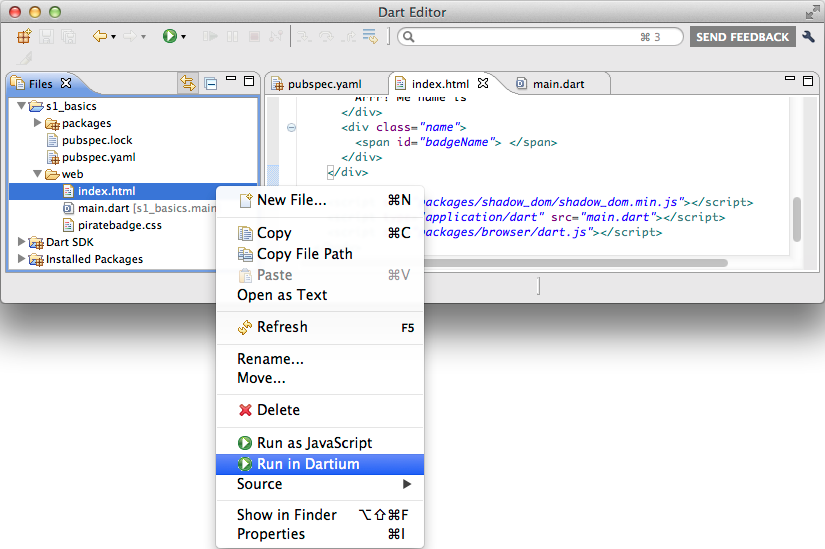 Dart Editor
⌘ 3
SEND FEEDBACK
Files
pubspec.yaml
index.html
main.dart
s1_basics
packages
pubspec.lock
pubspec.yaml
web
index.html
main.dart [s1_basics.main
piratebadge.css
Dart SDK
Installed Packages
Arrr! Me name is
</div>
<div class="name">
<span id="badgeName"> </span>
</div>
</div>
packages/shadow_dom/shadow_dom.min.js"></script>
application/dart" src="main.dart"></script>
packages/browser/dart.js"></script>
New File... ⌘N
Copy ⌘C
Copy File Path
Paste ⌘V
Open as Text
Refresh F5
Rename...
Move...
Delete
Run as JavaScript
Run in Dartium
Source
Show in Finder ⌥⇧⌘F
Properties ⌘I